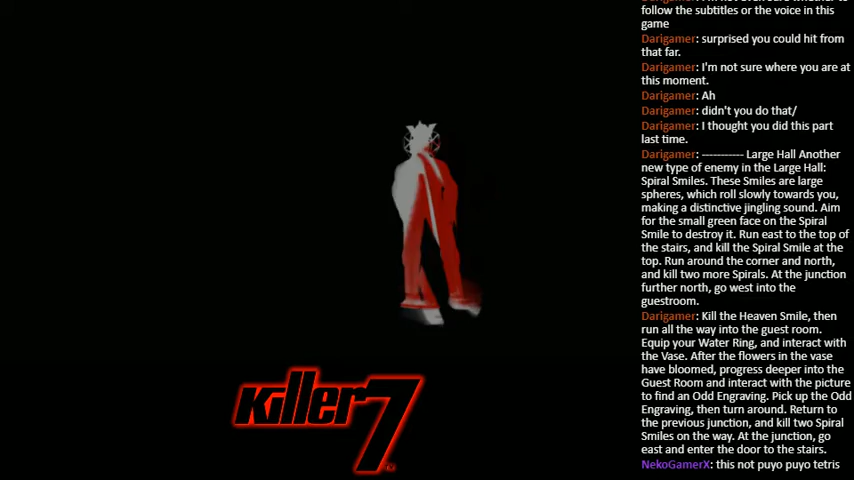 killer7
follow the subtitles or the voice in this
game
Darigamer: surprised you could hit from
that far.
Darigamer: I'm not sure where you are at
this moment.
Darigamer: Ah
Darigamer: didn't you do that/
Darigamer: I thought you did this part
last time.
Darigamer: ----------- Large Hall Another
new type of enemy in the Large Hall:
Spiral Smiles. These Smiles are large
spheres, which roll slowly towards you,
making a distinctive jingling sound. Aim
for the small green face on the Spiral
Smile to destroy it. Run east to the top of
the stairs, and kill the Spiral Smile at the
top. Run around the corner and north,
and kill two more Spirals. At the junction
further north, go west into the
guestroom.
Darigamer: Kill the Heaven Smile, then
run all the way into the guest room.
Equip your Water Ring, and interact with
the Vase. After the flowers in the vase
have bloomed, progress deeper into the
Guest Room and interact with the picture
to find an Odd Engraving. Pick up the Odd
Engraving, then turn around. Return to
the previous junction, and kill two Spiral
Smiles on the way. At the junction, go
east and enter the door to the stairs.
NekoGamerX: this not puyo puyo tetris